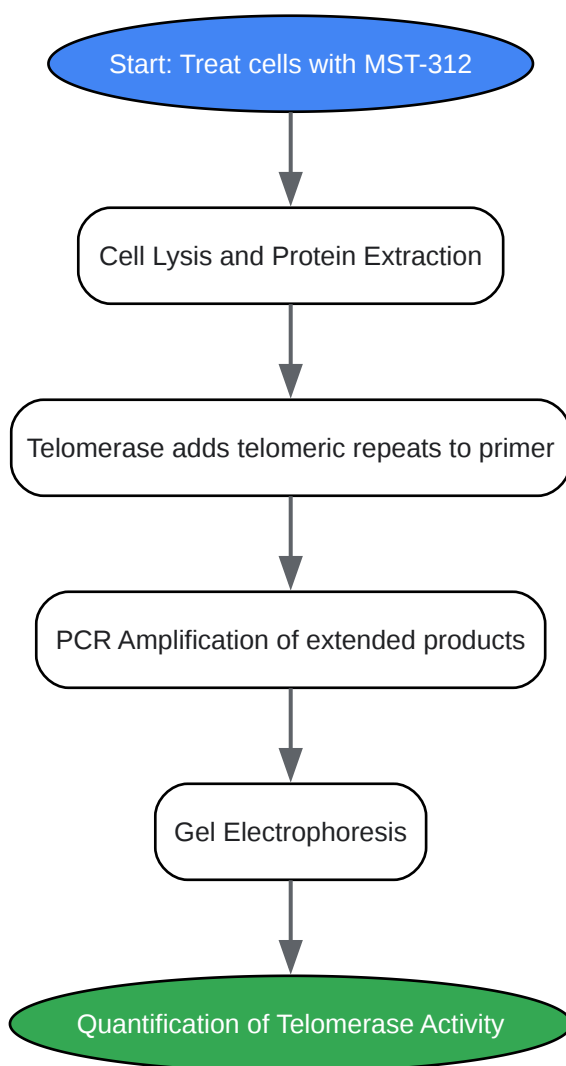 Start: Treat cells with MST-312
Cell Lysis and Protein Extraction
Telomerase adds telomeric repeats to primer
PCR Amplification of extended products
Gel Electrophoresis
Quantification of Telomerase Activity